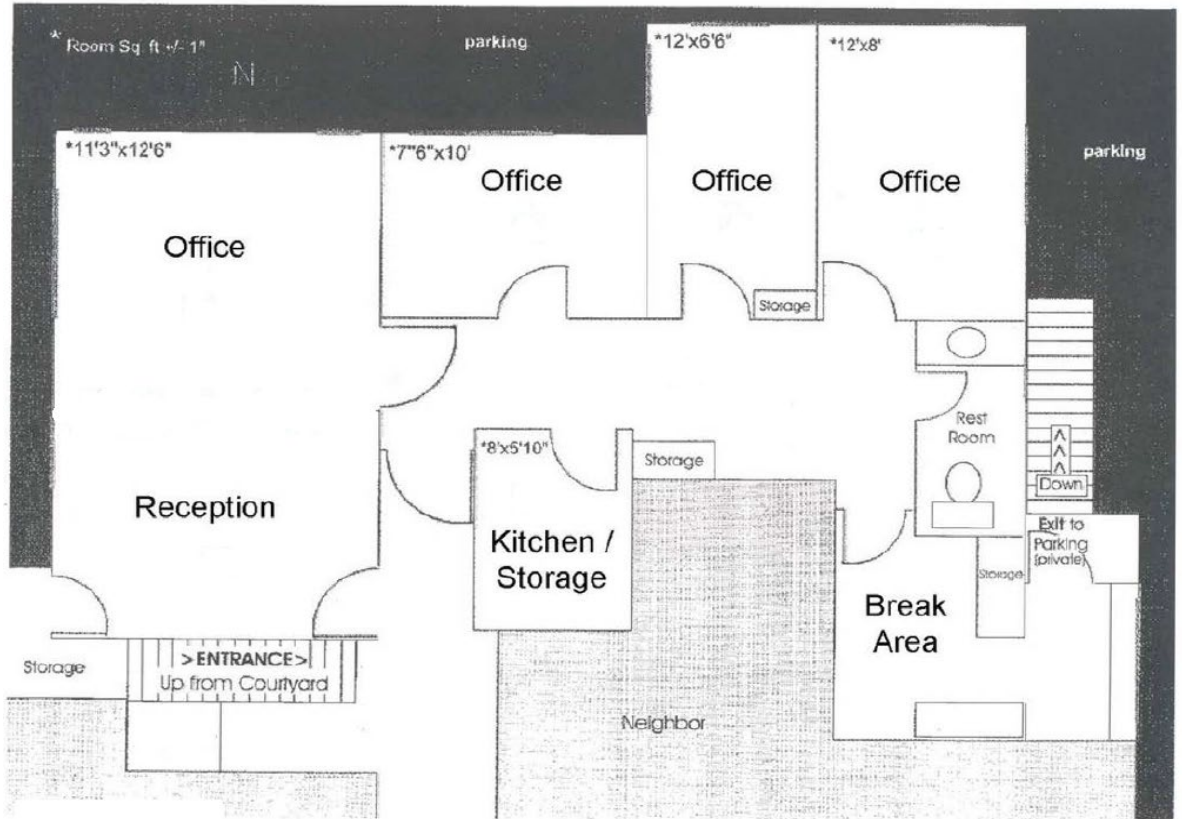 * Room Sq. ft +/- 1"
N
parking
*12'x6'6"
*12'x8'
parking
*11'3"x12'6"
*7"6"x10'
Office
Office
Office
Office
Storage
Rest
Room
*8'x5'10"
Storage
Down
Reception
Kitchen /
Storage
Exit to
Parking
(private)
Storage
Break
Area
Storage
>ENTRANCE>
Up from Courtyard
Neighbor